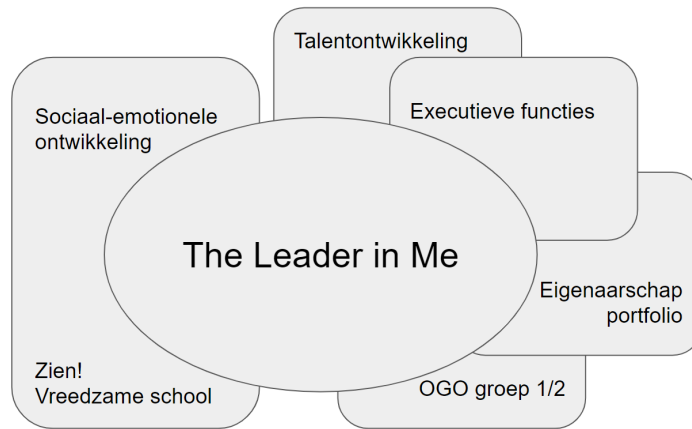 Talentontwikkeling
Sociaal-emotionele
ontwikkeling
Executieve functies
The Leader in Me
Eigenaarschap
portfolio
Zien!
Vreedzame school
OGO groep 1/2